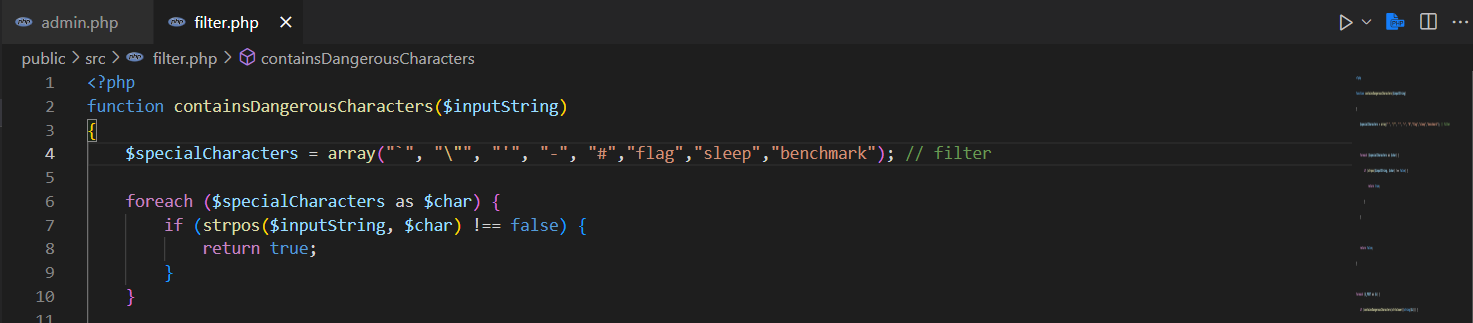 admin.php filter.php
public > src > filter.php > containsDangerousCharacters
1 <?php
2 function containsDangerousCharacters($inputString)
3 {
4 $specialCharacters = array("`", "\"", "'", "-", "#","flag","sleep","benchmark"); // filter
5
6 foreach ($specialCharacters as $char) {
7 if (strpos($inputString, $char) !== false) {
8 return true;
9 }
10 }
11